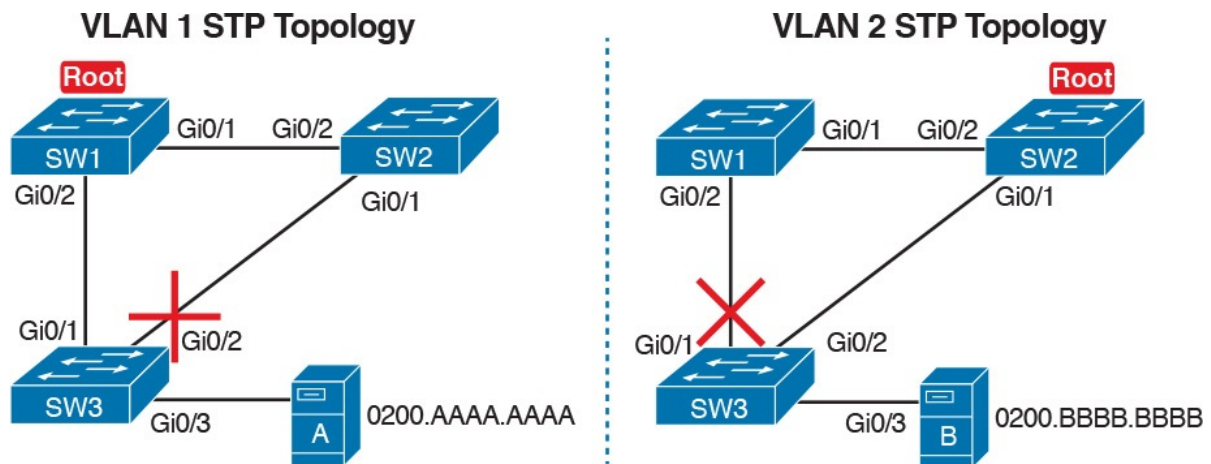 VLAN 1 STP Topology
Root
Gi0/1 Gi0/2
SW1
SW2
Gi0/2
Gi0/1
Gi0/1
Gi0/2
SW3
Gi0/3
A
0200.AAAA.AAAA
VLAN 2 STP Topology
Root
Gi0/1 Gi0/2
SW1
SW2
Gi0/2
Gi0/1
Gi0/1
Gi0/2
SW3
Gi0/3
B
0200.BBBB.BBBB